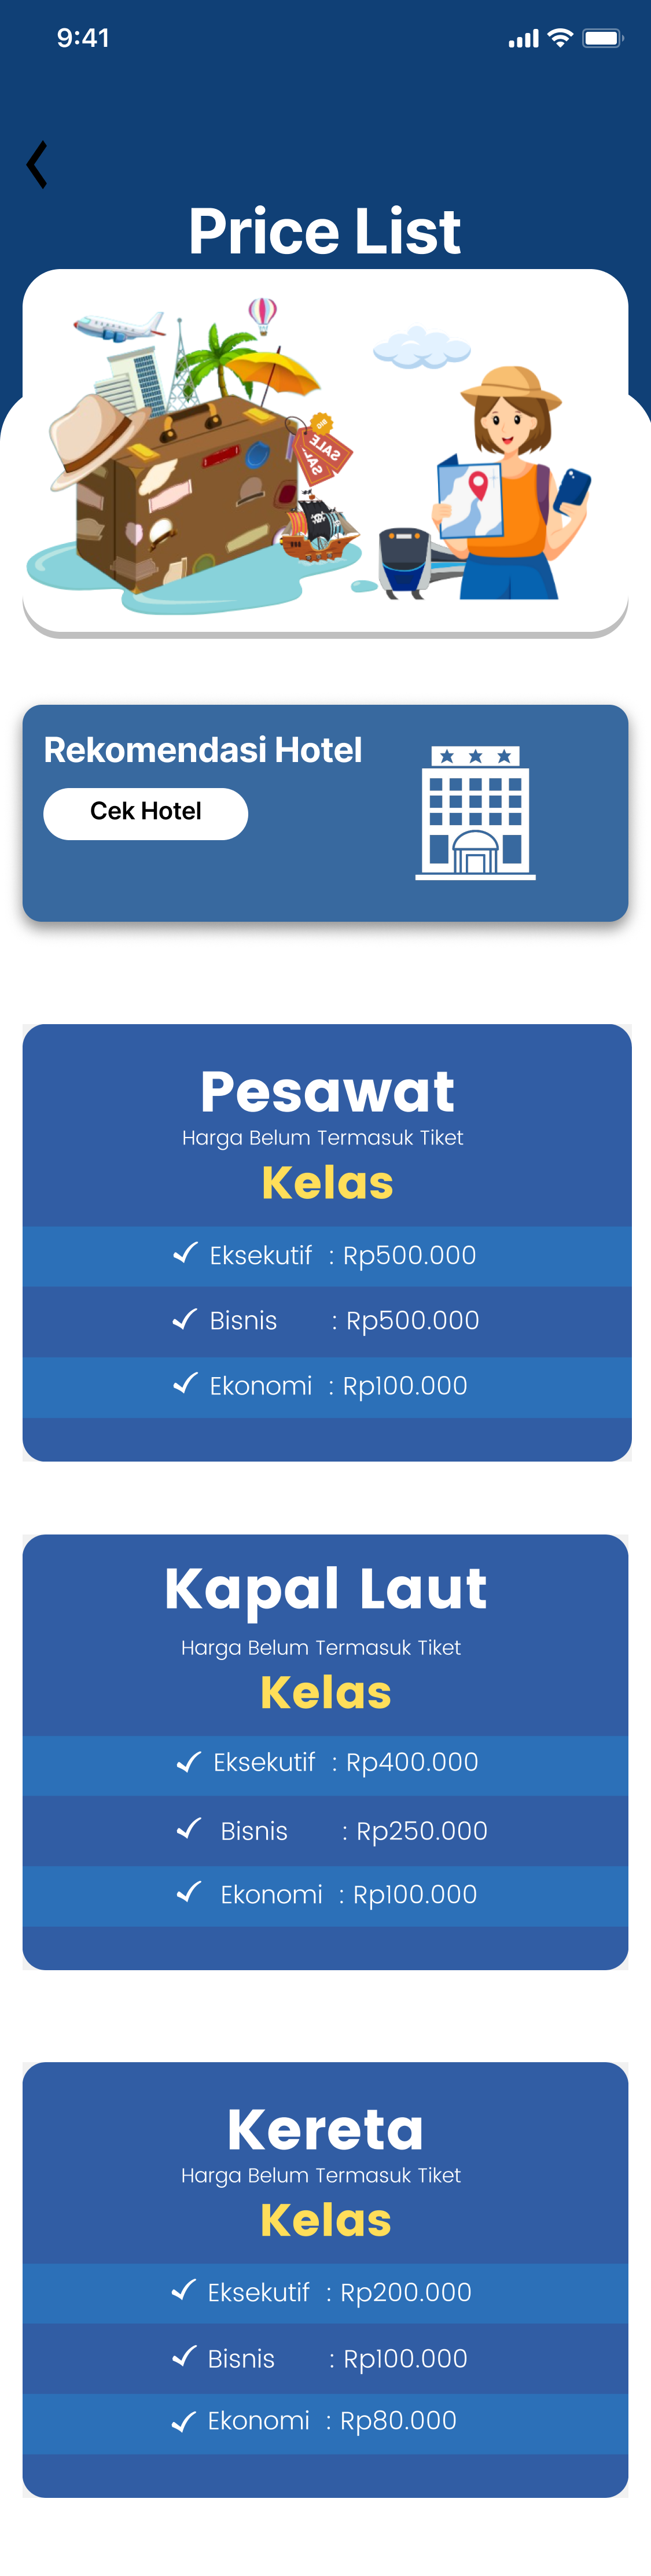 9:41
Price List
SALE
SALE
Rekomendasi Hotel
Cek Hotel
Pesawat
Harga Belum Termasuk Tiket
Kelas
Eksekutif : Rp500.000
Bisnis : Rp500.000
Ekonomi : Rp100.000
Kapal Laut
Harga Belum Termasuk Tiket
Kelas
Eksekutif : Rp400.000
Bisnis : Rp250.000
Ekonomi : Rp100.000
Kereta
Harga Belum Termasuk Tiket
Kelas
Eksekutif : Rp200.000
Bisnis : Rp100.000
Ekonomi : Rp80.000